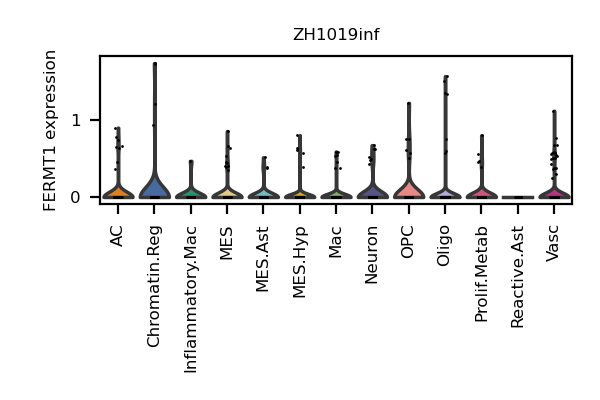 ZH1019inf
FERMT1 expression
1
0
AC
Chromatin.Reg
Inflammatory.Mac
MES
MES.Ast
MES.Hyp
Mac
Neuron
OPC
Oligo
Prolif.Metab
Reactive.Ast
Vasc